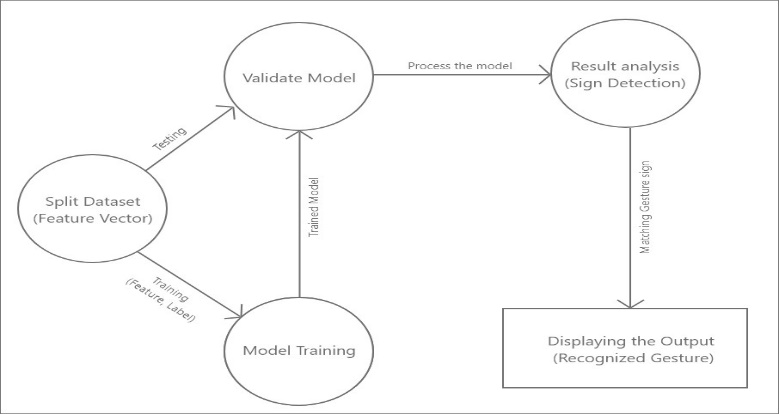 Validate Model
Process the model
Result analysis
(Sign Detection)
Testing
Split Dataset
(Feature Vector)
Trained Model
Matching Gesture sign
Training
(Feature, Label)
Model Training
Displaying the Output
(Recognized Gesture)